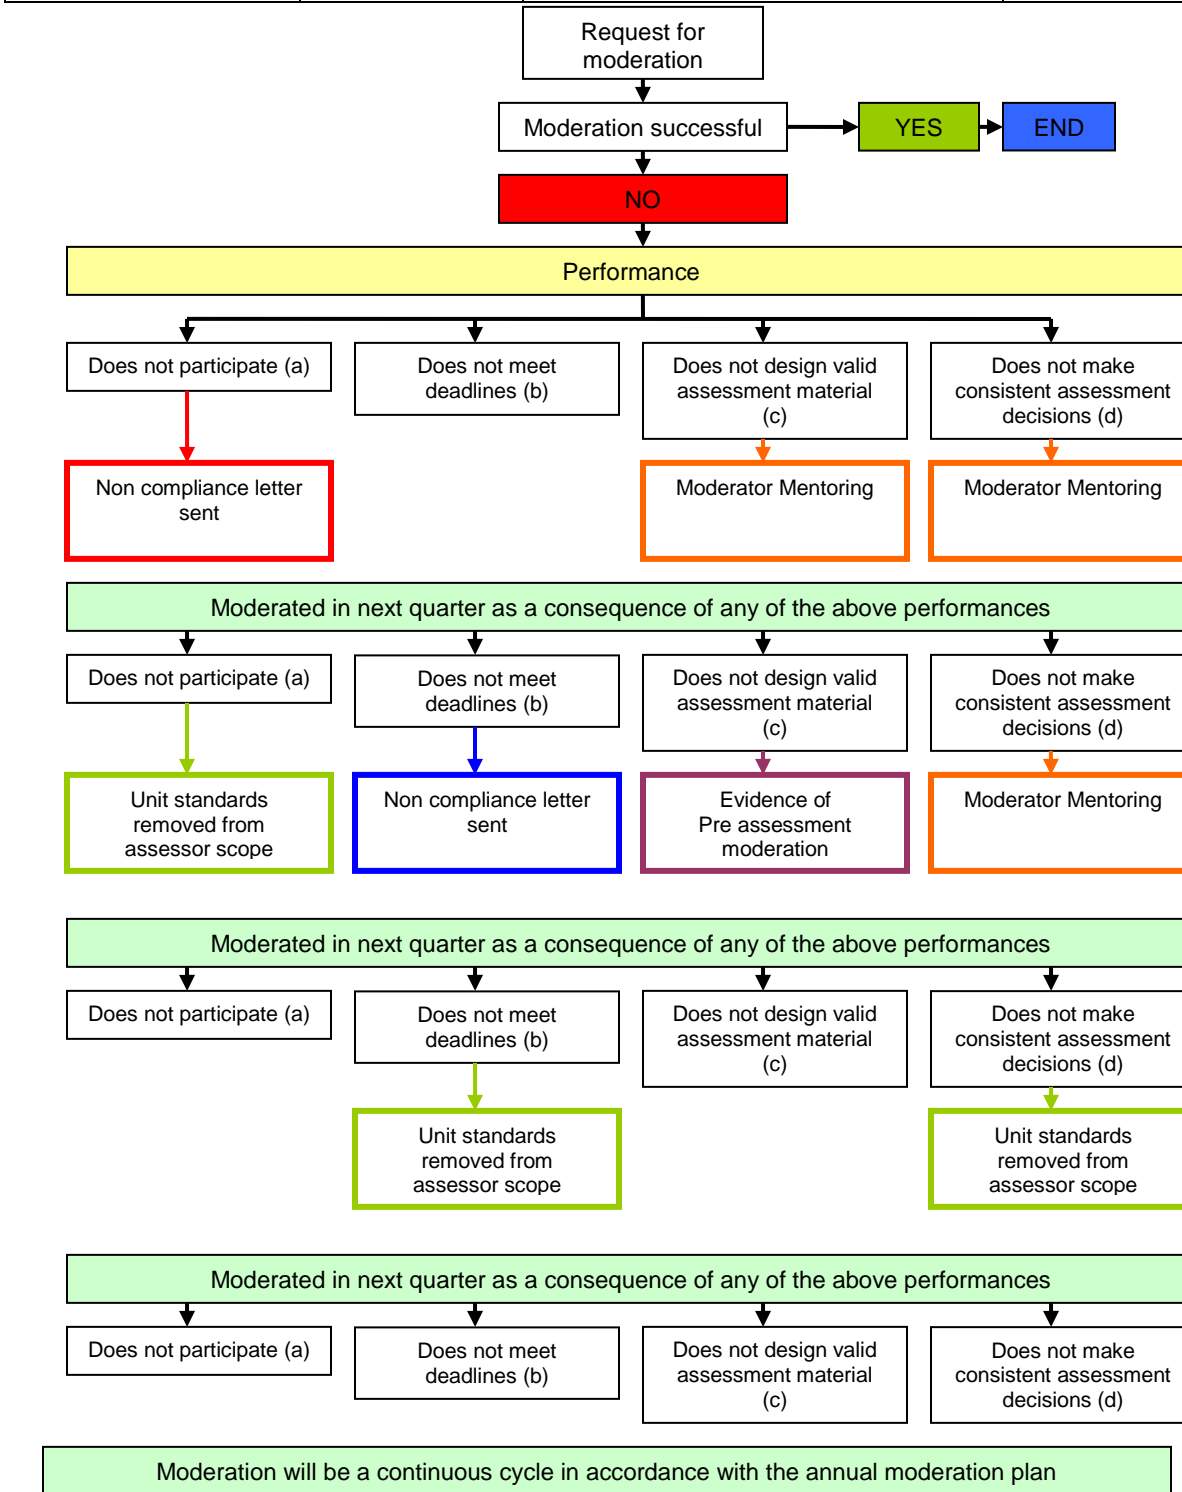 Request for
moderation
Moderation successful
YES
END
NO
Performance
Does not participate (a)
Does not meet
deadlines (b)
Does not design valid
assessment material
(c)
Does not make
consistent assessment
decisions (d)
Non compliance letter
sent
Moderator Mentoring
Moderator Mentoring
Moderated in next quarter as a consequence of any of the above performances
Does not participate (a)
Does not meet
deadlines (b)
Does not design valid
assessment material
(c)
Does not make
consistent assessment
decisions (d)
Unit standards
removed from
assessor scope
Non compliance letter
sent
Evidence of
Pre assessment
moderation
Moderator Mentoring
Moderated in next quarter as a consequence of any of the above performances
Does not participate (a)
Does not meet
deadlines (b)
Does not design valid
assessment material
(c)
Does not make
consistent assessment
decisions (d)
Unit standards
removed from
assessor scope
Unit standards
removed from
assessor scope
Moderated in next quarter as a consequence of any of the above performances
Does not participate (a)
Does not meet
deadlines (b)
Does not design valid
assessment material
(c)
Does not make
consistent assessment
decisions (d)
Moderation will be a continuous cycle in accordance with the annual moderation plan